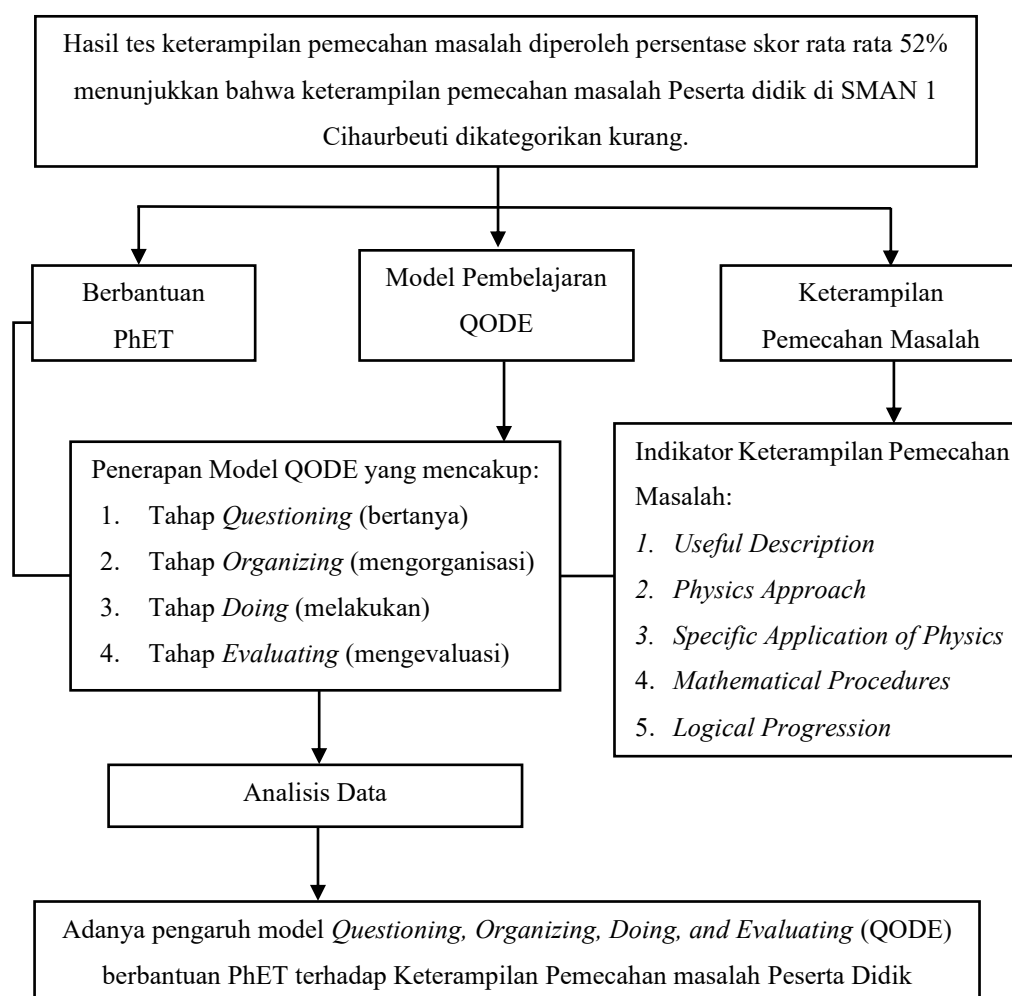 Hasil tes keterampilan pemecahan masalah diperoleh persentase skor rata rata 52%
menunjukkan bahwa keterampilan pemecahan masalah Peserta didik di SMAN 1
Cihaurbeuti dikategorikan kurang.
Berbantuan
PhET
Model Pembelajaran
QODE
Keterampilan
Pemecahan Masalah
Penerapan Model QODE yang mencakup:
1. Tahap Questioning (bertanya)
2. Tahap Organizing (mengorganisasi)
3. Tahap Doing (melakukan)
4. Tahap Evaluating (mengevaluasi)
Indikator Keterampilan Pemecahan
Masalah:
1. Useful Description
2. Physics Approach
3. Specific Application of Physics
4. Mathematical Procedures
5. Logical Progression
Analisis Data
Adanya pengaruh model Questioning, Organizing, Doing, and Evaluating (QODE)
berbantuan PhET terhadap Keterampilan Pemecahan masalah Peserta Didik